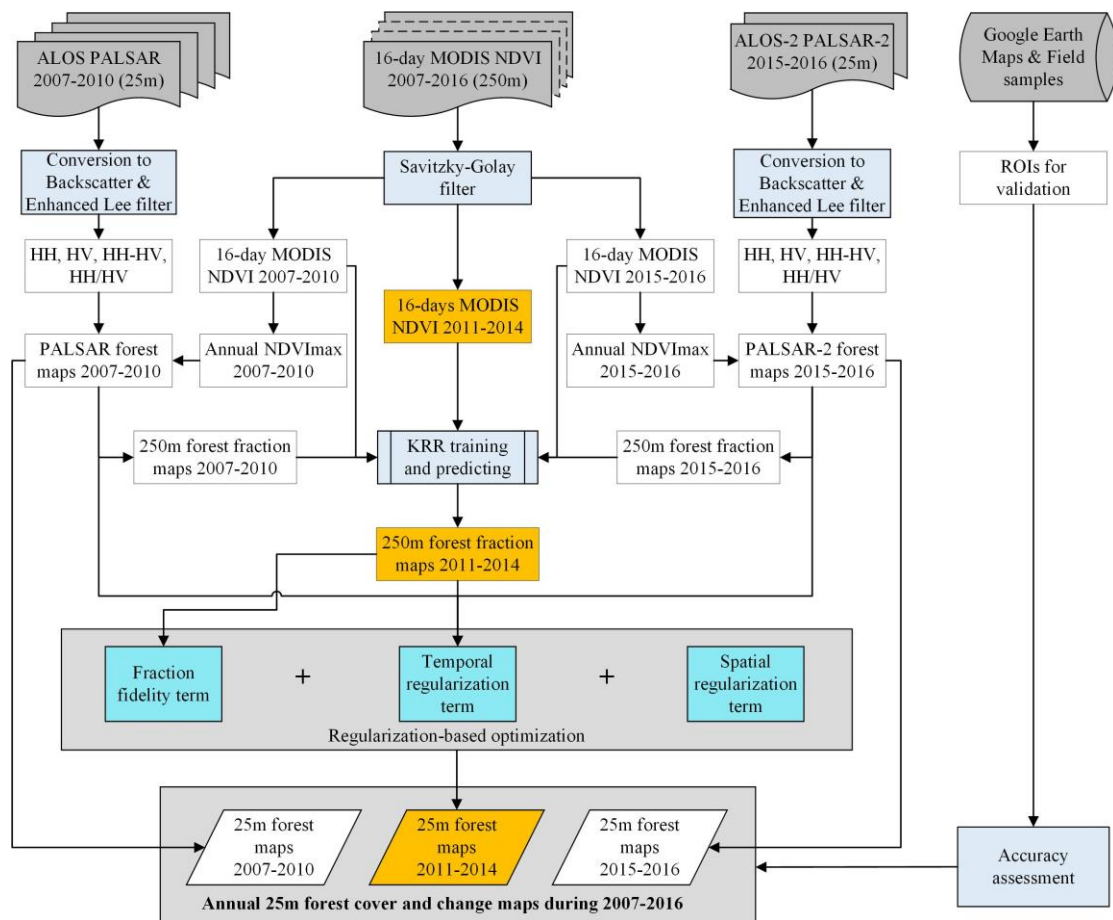 ALOS PALSAR
2007-2010 (25m)
16-day MODIS NDVI
2007-2016 (250m)
ALOS-2 PALSAR-2
2015-2016 (25m)
Google Earth
Maps & Field
samples
Conversion to
Backscatter &
Enhanced Lee filter
Savitzky-Golay
filter
Conversion to
Backscatter &
Enhanced Lee filter
ROIs for
validation
HH, HV, HH-HV,
HH/HV
16-day MODIS
NDVI 2007-2010
16-days MODIS
NDVI 2011-2014
16-day MODIS
NDVI 2015-2016
HH, HV, HH-HV,
HH/HV
PALSAR forest
maps 2007-2010
Annual NDVImax
2007-2010
Annual NDVImax
2015-2016
PALSAR-2 forest
maps 2015-2016
250m forest fraction
maps 2007-2010
KRR training
and predicting
250m forest fraction
maps 2015-2016
250m forest fraction
maps 2011-2014
Fraction
fidelity term
+
Temporal
regularization
term
+
Spatial
regularization
term
Regularization-based optimization
25m forest
maps
2007-2010
25m forest
maps
2011-2014
25m forest
maps
2015-2016
Accuracy
assessment
Annual 25m forest cover and change maps during 2007-2016